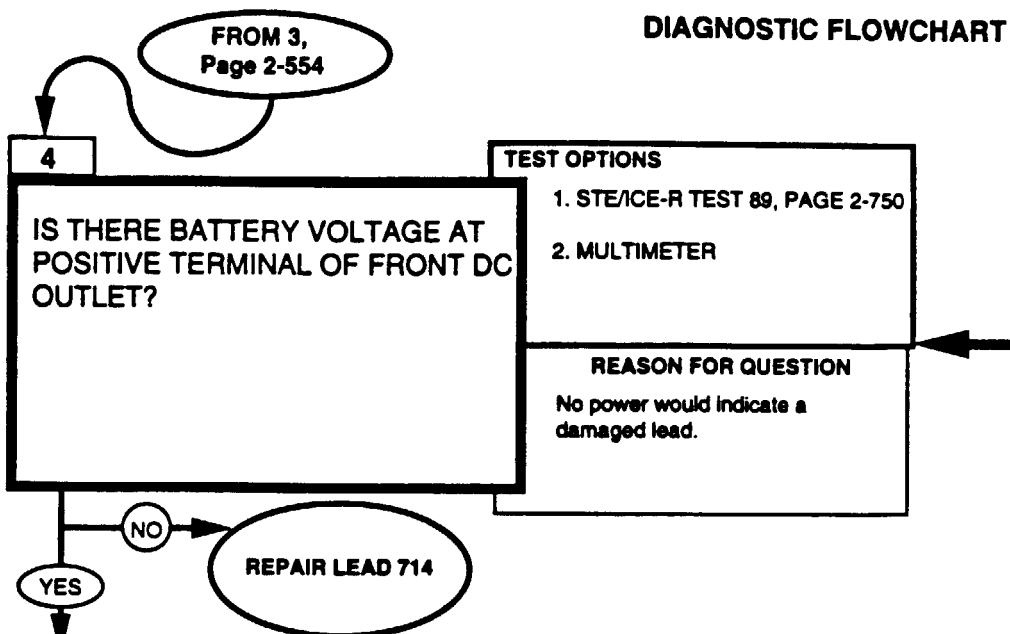 DIAGNOSTIC FLOWCHART
FROM 3,
Page 2-554
4
IS THERE BATTERY VOLTAGE AT
POSITIVE TERMINAL OF FRONT DC
OUTLET?
TEST OPTIONS
1. STE/ICE-R TEST 89, PAGE 2-750
2. MULTIMETER
REASON FOR QUESTION
No power would indicate a
damaged lead.
NO
REPAIR LEAD 714
YES